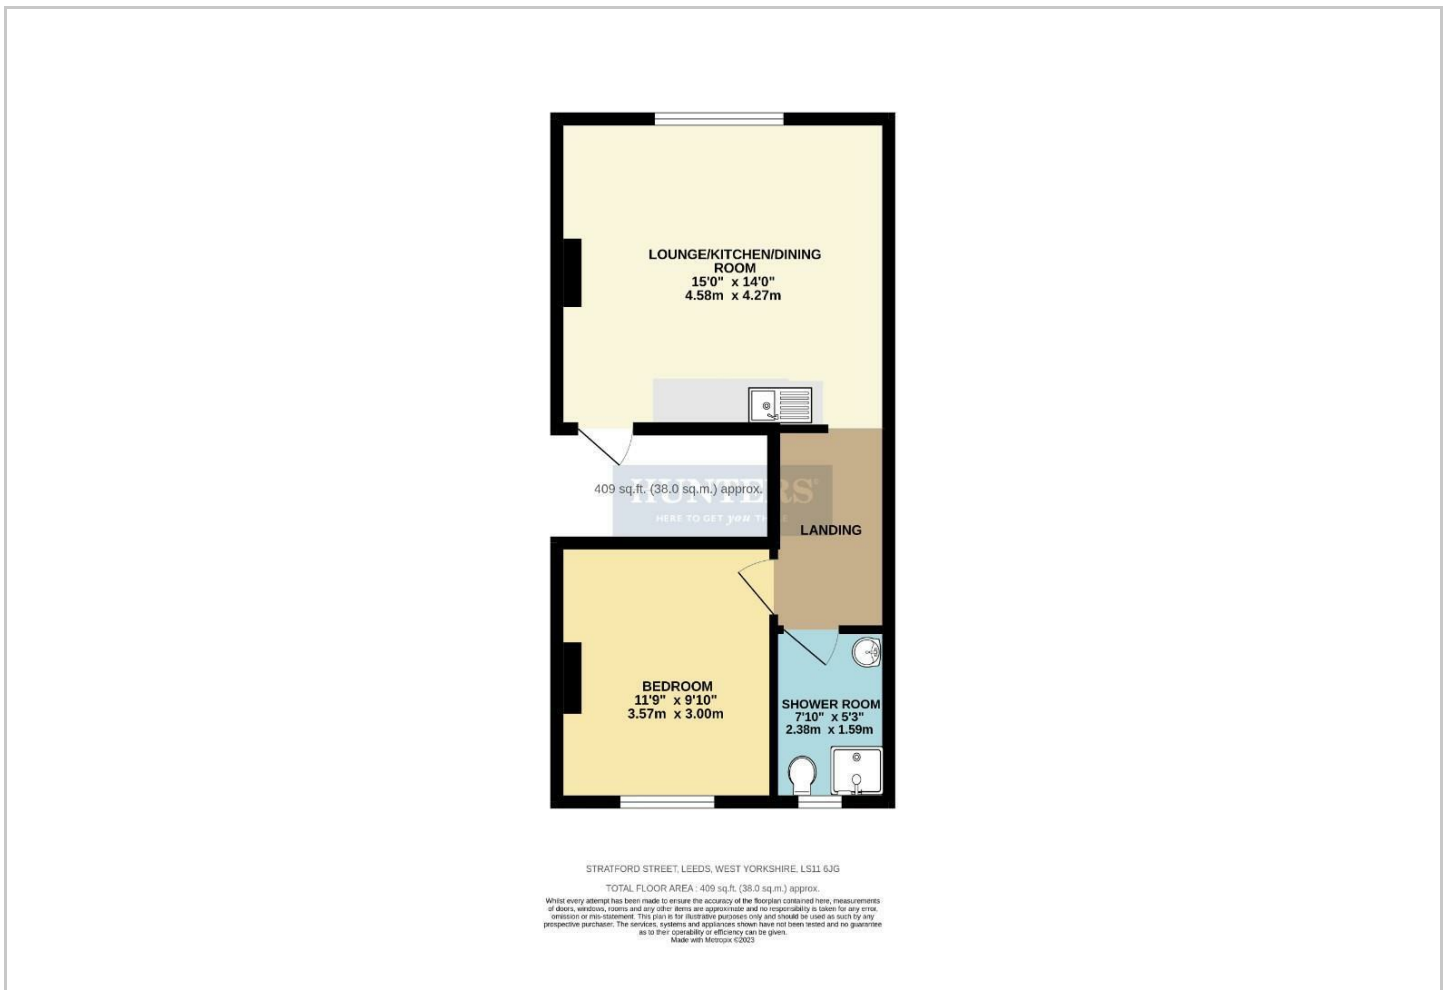 LOUNGE/KITCHEN/DINING
ROOM
15'0" x 14'0"
4.58m x 4.27m
409 sq.ft. (38.0 sq.m.) approx.
HUNTERS®
HERE TO GET you
LANDING
BEDROOM
11'9" x 9'10"
3.57m x 3.00m
SHOWER ROOM
7'10" x 5'3"
2.38m x 1.59m
STRATFORD STREET, LEEDS, WEST YORKSHIRE, LS11 6JG
TOTAL FLOOR AREA : 409 sq.ft. (38.0 sq.m.) approx.
Whilst every attempt has been made to ensure the accuracy of the floorplan contained here, measurements
of doors, windows, rooms and any other items are approximate and no responsibility is taken for any error,
omission or mis-statement. This plan is for illustrative purposes only and should be used as such by any
prospective purchaser. The services, systems and appliances shown have not been tested and no guarantee
as to their operability or efficiency can be given.
Made with Metropix ©2023